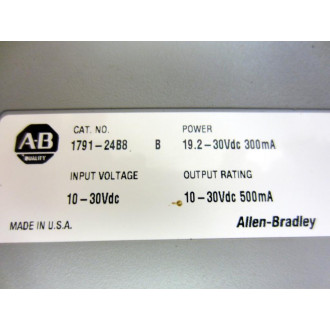 A-B
QUALITY
CAT. NO.
1791-24B8 B
POWER
19.2-30Vdc 300mA
INPUT VOLTAGE
10-30Vdc
OUTPUT RATING
10-30Vdc 500mA
MADE IN U.S.A.
Allen-Bradley